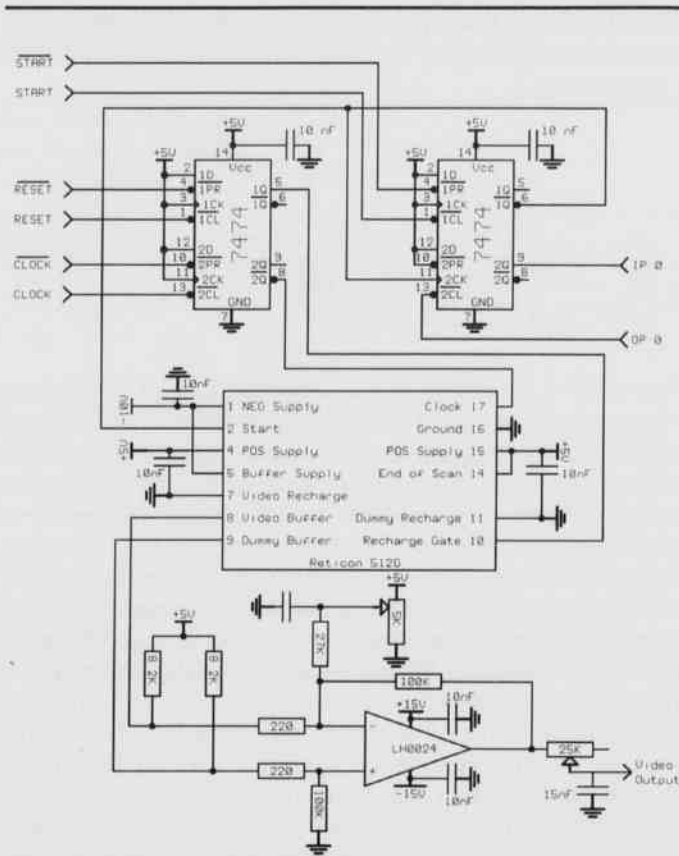 START
START
+5V
14
10 nF
+5V
14
10 nF
+5V
Vcc
+5V
Vcc
2 1D
4 1PR
3 1CK
1 1CL
12 2D
10 2PR
11 2CK
13 2CL
1Q 5
1Q 6
2Q 9
2Q 8
7474
GND
7
2 1D
4 1PR
3 1CK
1 1CL
12 2D
10 2PR
11 2CK
13 2CL
1Q 5
1Q 6
2Q 9
2Q 8
7474
GND
7
RESET
RESET
CLOCK
CLOCK
IP 0
OP 0
10nF
-10V
1 NEG Supply
Clock 17
2 Start
Ground 16
+5V
4 POS Supply
POS Supply 15
+5V
10nF
5 Buffer Supply
End of Scan 14
10nF
7 Video Recharge
8 Video Buffer
Dummy Recharge 11
9 Dummy Buffer
Recharge Gate 10
Reticon 512G
+5V
+5V
5K
27K
8 2K
8 2K
100K
10nF
+15V
220
-
LH0024
25K
220
+
Video
Output
100K
-15V
10nF
15nF